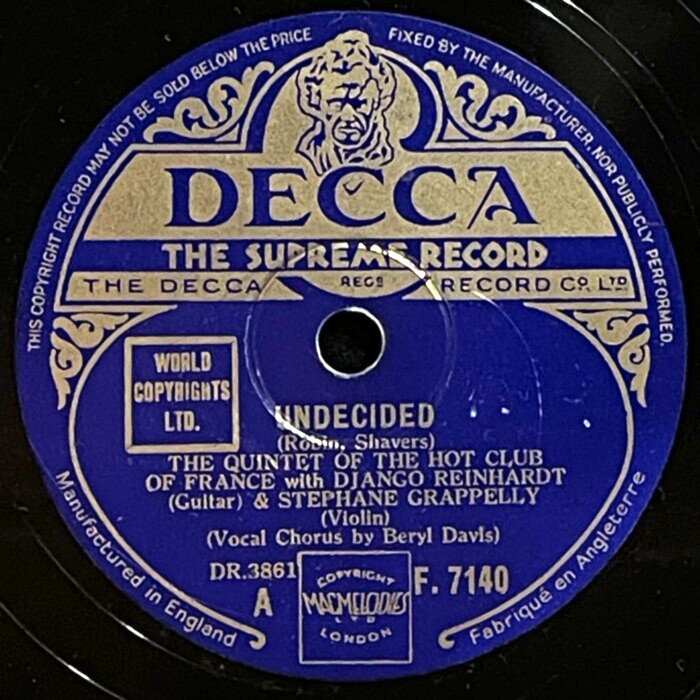 THIS COPYRIGHT RECORD MAY NOT BE SOLD BELOW THE PRICE FIXED BY THE MANUFACTURER, NOR PUBLICLY PERFORMED.
DECCA
THE SUPREME RECORD
THE DECCA REGD RECORD CO. LTD
WORLD
COPYRIGHTS
LTD.
UNDECIDED
(Robin, Shavers)
THE QUINTET OF THE HOT CLUB
OF FRANCE with DJANGO REINHARDT
(Guitar) & STEPHANE GRAPPELLY
(Violin)
(Vocal Chorus by Beryl Davis)
DR.3861
A
COPYRIGHT
MACMELODIES
LTD
LONDON
F. 7140
Manufactured in England
Fabriqué en Angleterre